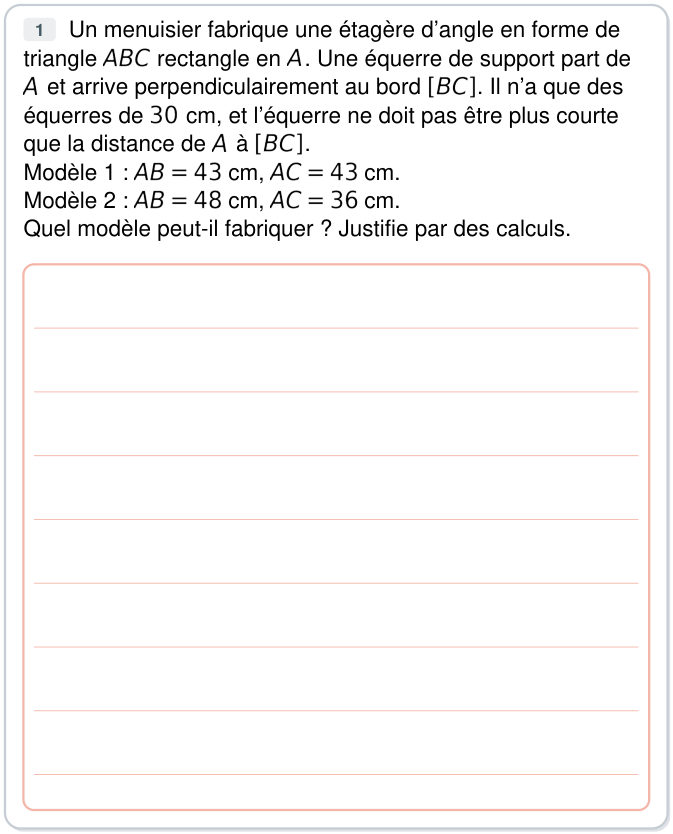 1 Un menuisier fabrique une étagère d'angle en forme de
triangle ABC rectangle en A. Une équerre de support part de
A et arrive perpendiculairement au bord [BC]. Il n'a que des
équerres de 30 cm, et l'équerre ne doit pas être plus courte
que la distance de A à [BC].
Modèle 1 : AB = 43 cm, AC = 43 cm.
Modèle 2 : AB = 48 cm, AC = 36 cm.
Quel modèle peut-il fabriquer ? Justifie par des calculs.